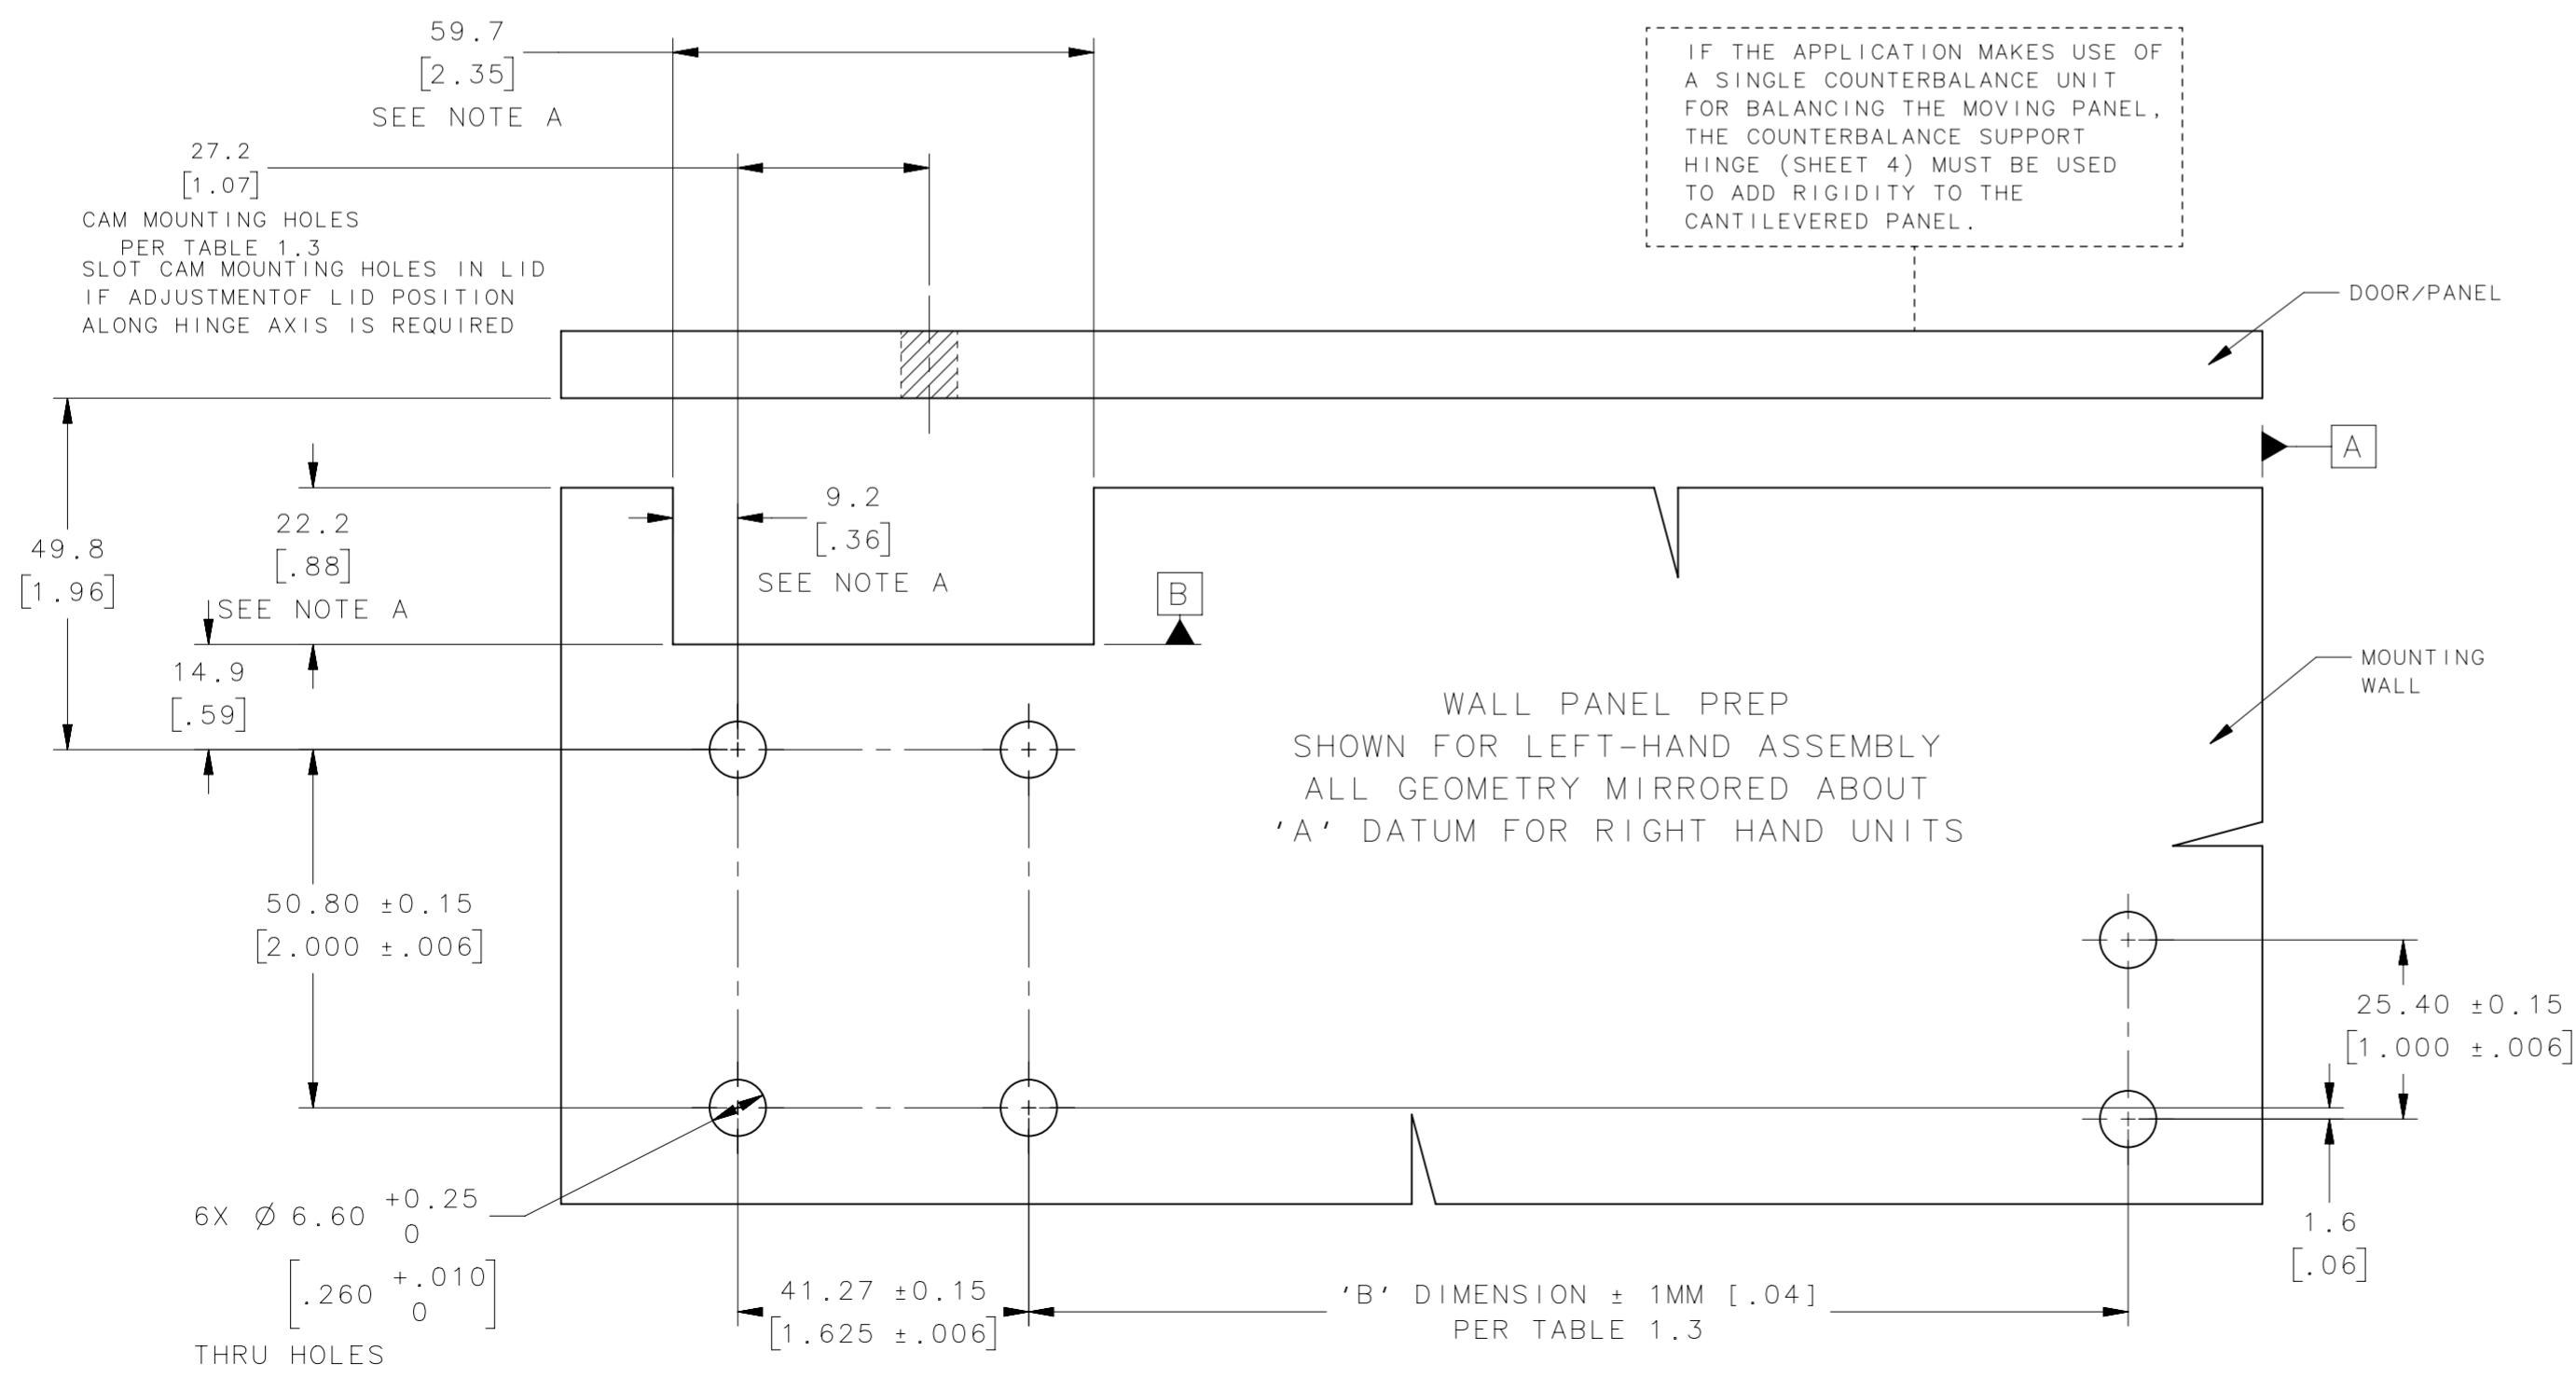 59.7
[2.35]
SEE NOTE A
27.2
[1.07]
CAM MOUNTING HOLES
PER TABLE 1.3
SLOT CAM MOUNTING HOLES IN LID
IF ADJUSTMENTOF LID POSITION
ALONG HINGE AXIS IS REQUIRED
IF THE APPLICATION MAKES USE OF
A SINGLE COUNTERBALANCE UNIT
FOR BALANCING THE MOVING PANEL,
THE COUNTERBALANCE SUPPORT
HINGE (SHEET 4) MUST BE USED
TO ADD RIGIDITY TO THE
CANTILEVERED PANEL.
DOOR/PANEL
A
49.8
[1.96]
22.2
[.88]
SEE NOTE A
9.2
[.36]
SEE NOTE A
B
14.9
[.59]
MOUNTING
WALL
WALL PANEL PREP
SHOWN FOR LEFT-HAND ASSEMBLY
ALL GEOMETRY MIRRORED ABOUT
'A' DATUM FOR RIGHT HAND UNITS
50.80 ±0.15
[2.000 ±.006]
25.40 ±0.15
[1.000 ±.006]
6X Ø 6.60 +0.25 0
[.260 +.010 0]
THRU HOLES
41.27 ±0.15
[1.625 ±.006]
'B' DIMENSION ± 1MM [.04]
PER TABLE 1.3
1.6
[.06]